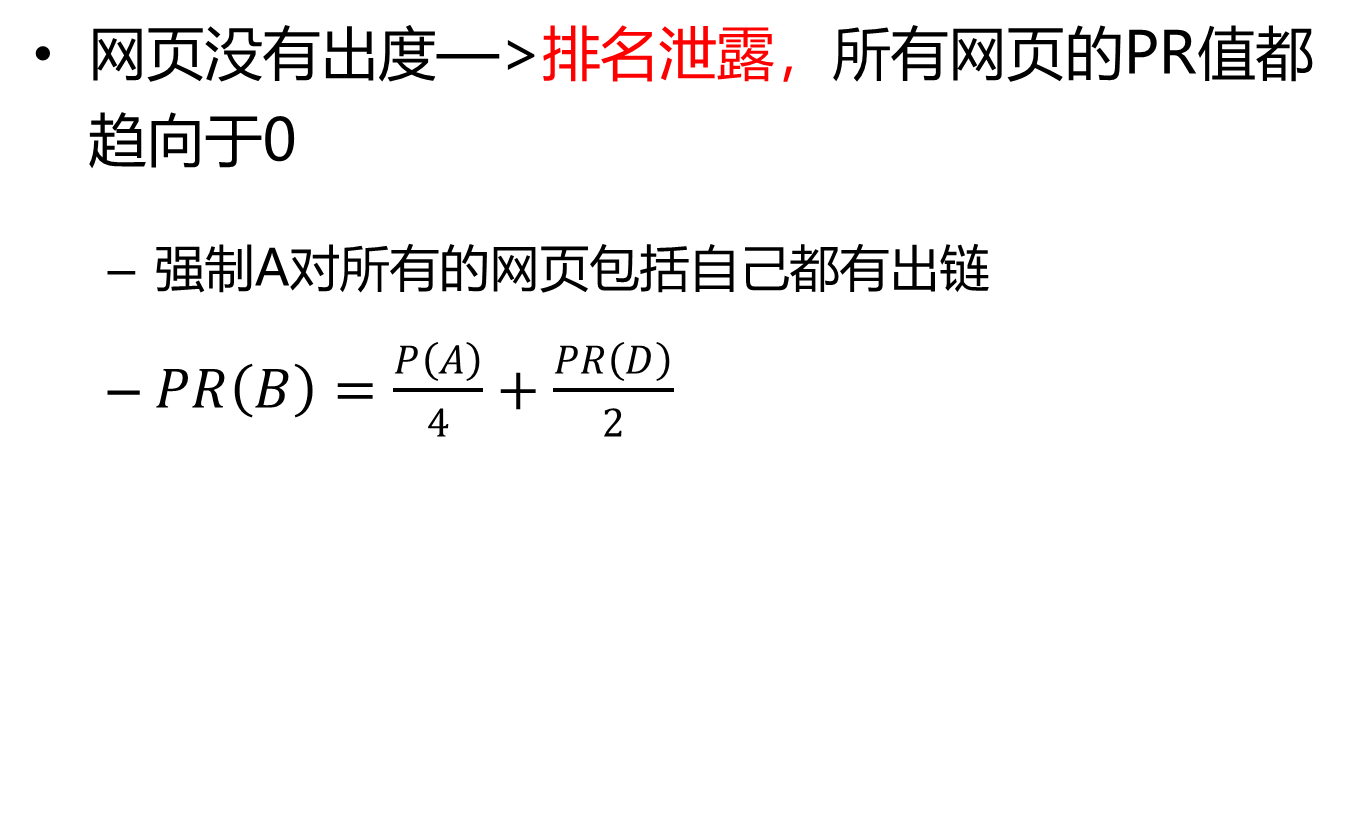 • 网页没有出度—>排名泄露，所有网页的PR值都
趋向于0
– 强制A对所有的网页包括自己都有出链
– PR(B) = P(A)/4 + PR(D)/2